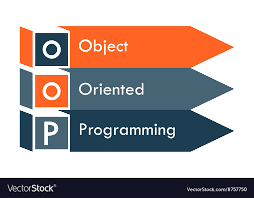 O Object
O Oriented
P Programming
VectorStock®
VectorStock.com/8757750